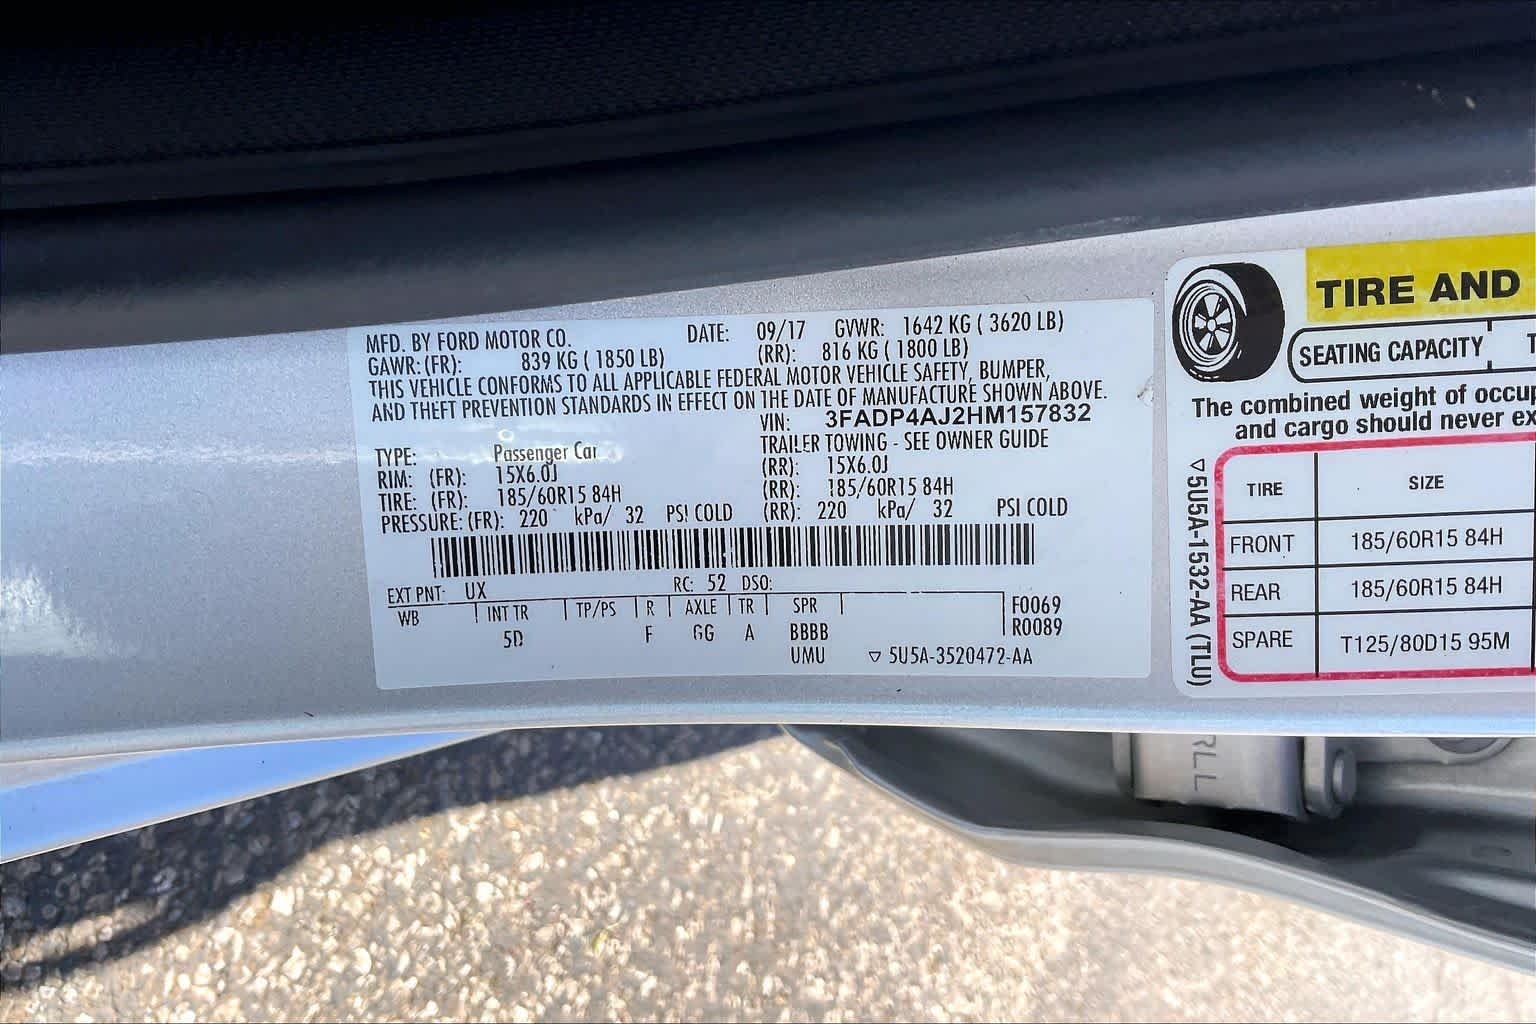 MFD. BY FORD MOTOR CO. DATE: 09/17 GVWR: 1642 KG ( 3620 LB)
GAWR: (FR): 839 KG ( 1850 LB) (RR): 816 KG ( 1800 LB)
THIS VEHICLE CONFORMS TO ALL APPLICABLE FEDERAL MOTOR VEHICLE SAFETY, BUMPER,
AND THEFT PREVENTION STANDARDS IN EFFECT ON THE DATE OF MANUFACTURE SHOWN ABOVE.
VIN: 3FADP4AJ2HM157832
TYPE: Passenger Car TRAILER TOWING - SEE OWNER GUIDE
RIM: (FR): 15X6.0J (RR): 15X6.0J
TIRE: (FR): 185/60R15 84H (RR): 185/60R15 84H
PRESSURE: (FR): 220 kPa/ 32 PSI COLD (RR): 220 kPa/ 32 PSI COLD
EXT PNT: UX RC: 52 DSO:
WB INT TR TP/PS R AXLE TR SPR F0069
5D F GG A BBBB R0089
UMU ▽ 5U5A-3520472-AA
TIRE AND
SEATING CAPACITY
The combined weight of
and cargo should never
▽5U5A-1532-AA (TLU)
TIRE SIZE
FRONT 185/60R15 84H
REAR 185/60R15 84H
SPARE T125/80D15 95M